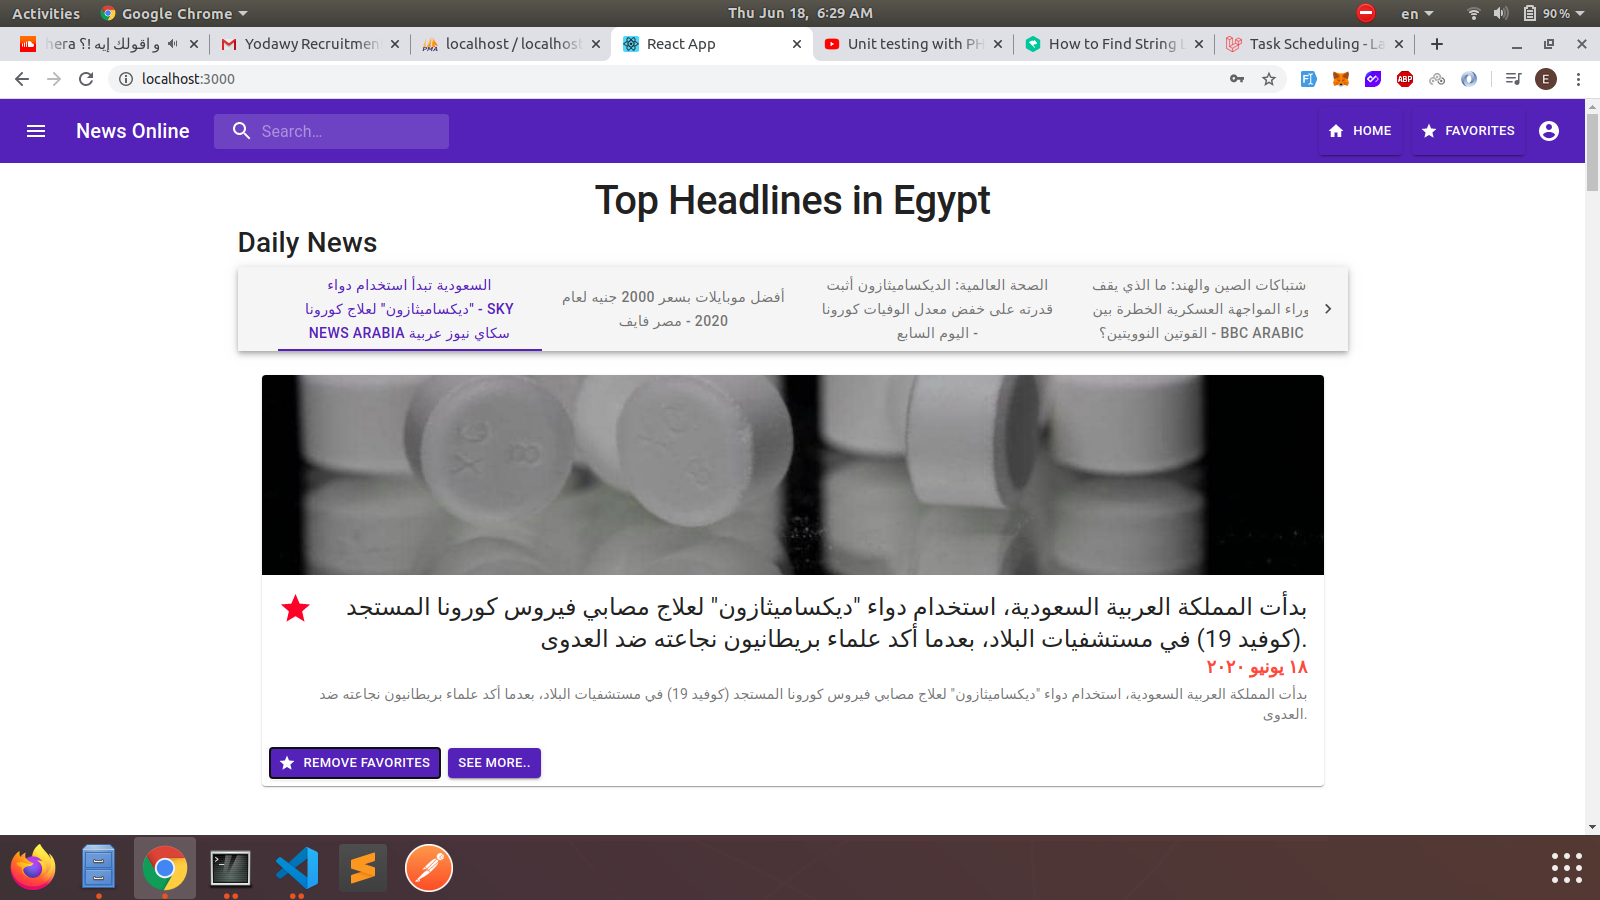 Activities
Google Chrome
Thu Jun 18, 6:29 AM
en
90 %
و اقولك إيه !؟ hera
Yodawy Recruitmen
localhost / localhost
React App
Unit testing with PH
How to Find String L
Task Scheduling - La
localhost:3000
E
News Online
Search...
HOME
FAVORITES
Top Headlines in Egypt
Daily News
السعودية تبدأ استخدام دواء
"ديكساميثازون" لعلاج كورونا - SKY
NEWS ARABIA سكاي نيوز عربية
أفضل موبايلات بسعر 2000 جنيه لعام
2020 - مصر فايف
الصحة العالمية: الديكساميثازون أثبت
قدرته على خفض معدل الوفيات كورونا
- اليوم السابع
شتباكات الصين والهند: ما الذي يقف
وراء المواجهة العسكرية الخطرة بين
القوتين النوويتين؟ - BBC ARABIC
بدأت المملكة العربية السعودية، استخدام دواء "ديكساميثازون" لعلاج مصابي فيروس كورونا المستجد
(كوفيد 19) في مستشفيات البلاد، بعدما أكد علماء بريطانيون نجاعته ضد العدوى.
١٨ يونيو ٢٠٢٠
بدأت المملكة العربية السعودية، استخدام دواء "ديكساميثازون" لعلاج مصابي فيروس كورونا المستجد (كوفيد 19) في مستشفيات البلاد، بعدما أكد علماء بريطانيون نجاعته ضد
العدوى.
REMOVE FAVORITES
SEE MORE..